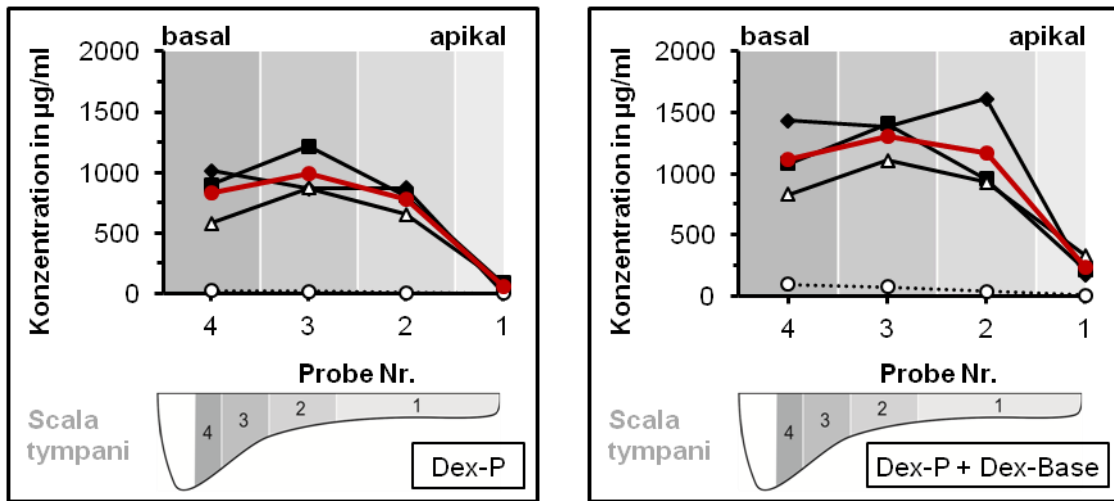 basal apikal
2000
1500
1000
500
0
Konzentration in µg/ml
4 3 2 1
Probe Nr.
Scala
tympani
4 3 2 1
Dex-P
basal apikal
2000
1500
1000
500
0
Konzentration in µg/ml
4 3 2 1
Probe Nr.
Scala
tympani
4 3 2 1
Dex-P + Dex-Base